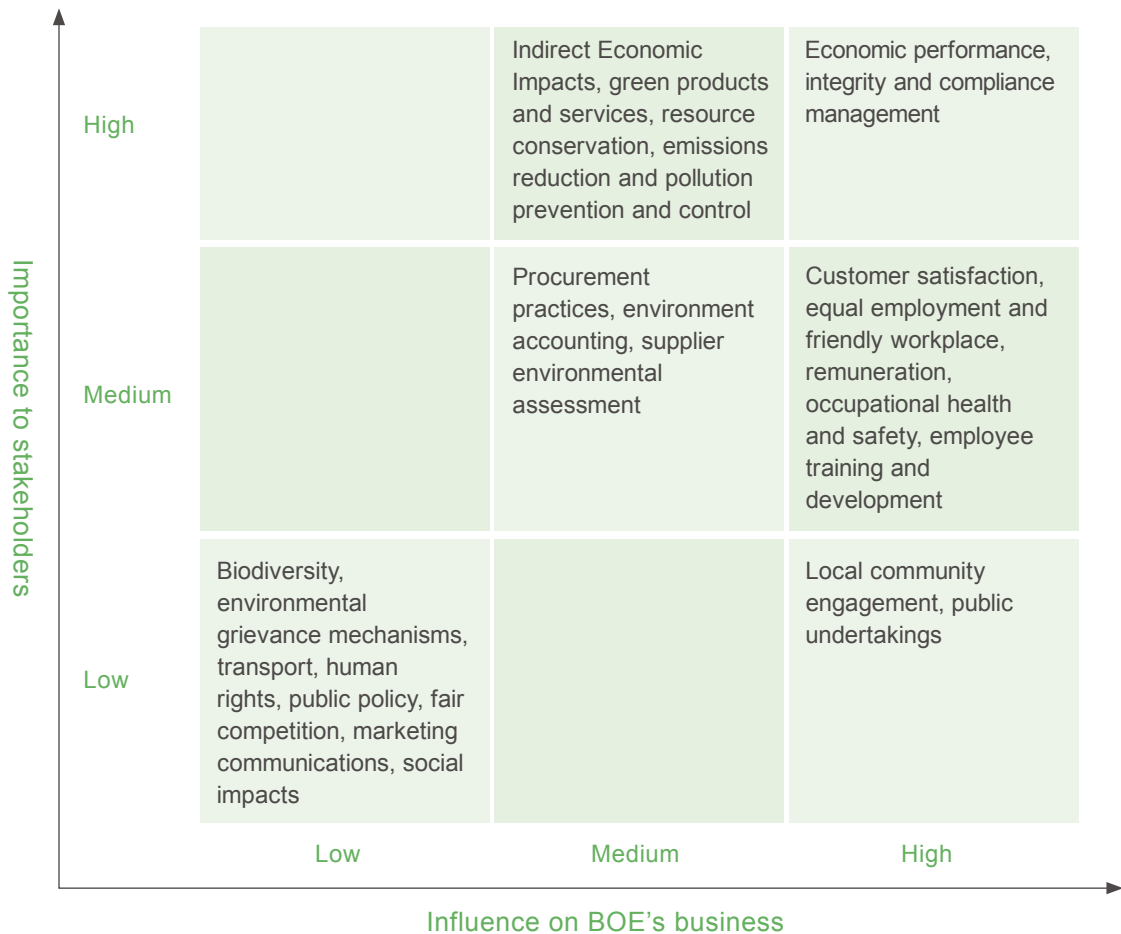 Importance to stakeholders
High
Indirect Economic
Impacts, green products
and services, resource
conservation, emissions
reduction and pollution
prevention and control
Economic performance,
integrity and compliance
management
Medium
Procurement
practices, environment
accounting, supplier
environmental
assessment
Customer satisfaction,
equal employment and
friendly workplace,
remuneration,
occupational health
and safety, employee
training and
development
Low
Biodiversity,
environmental
grievance mechanisms,
transport, human
rights, public policy, fair
competition, marketing
communications, social
impacts
Local community
engagement, public
undertakings
Low
Medium
High
Influence on BOE's business